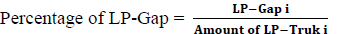 Percentage of LP-Gap = LP−Gap i / Amount of LP−Truk i